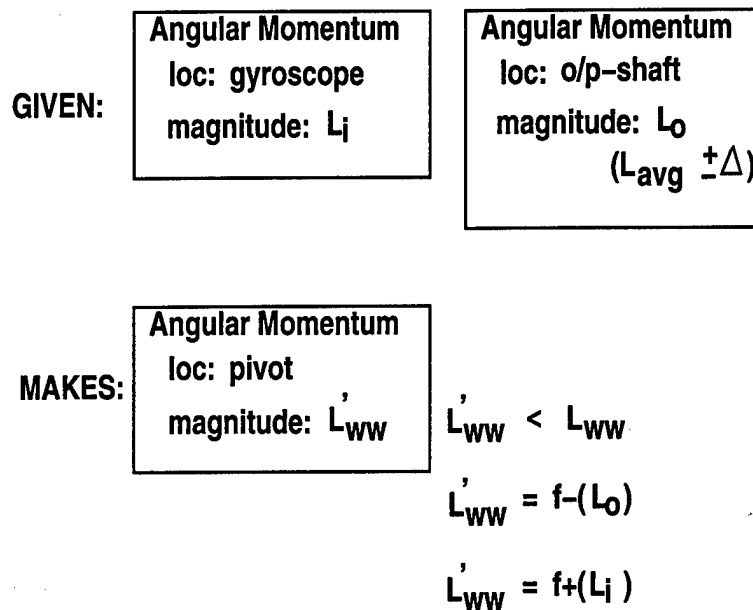 GIVEN:
Angular Momentum
loc: gyroscope
magnitude: Li
Angular Momentum
loc: o/p-shaft
magnitude: Lo
(Lavg ±Δ)
MAKES:
Angular Momentum
loc: pivot
magnitude: L'ww
L'ww < Lww
L'ww = f-(Lo)
L'ww = f+(Li )